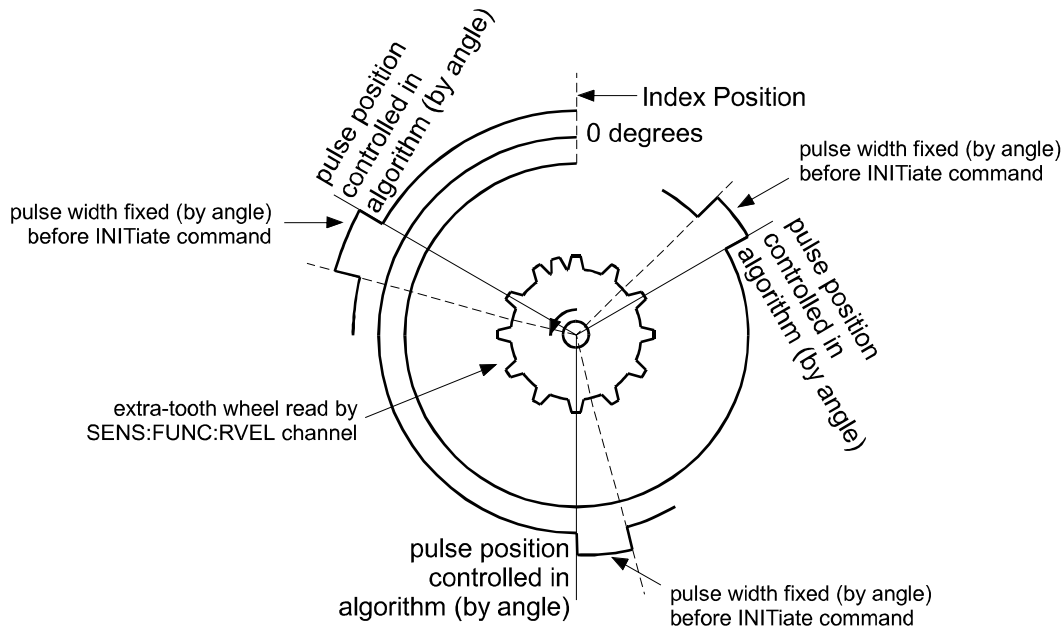 pulse position
controlled in
algorithm (by angle)
Index Position
0 degrees
pulse width fixed (by angle)
before INITiate command
pulse width fixed (by angle)
before INITiate command
pulse position
controlled in
algorithm (by angle)
extra-tooth wheel read by
SENS:FUNC:RVEL channel
pulse position
controlled in
algorithm (by angle)
pulse width fixed (by angle)
before INITiate command